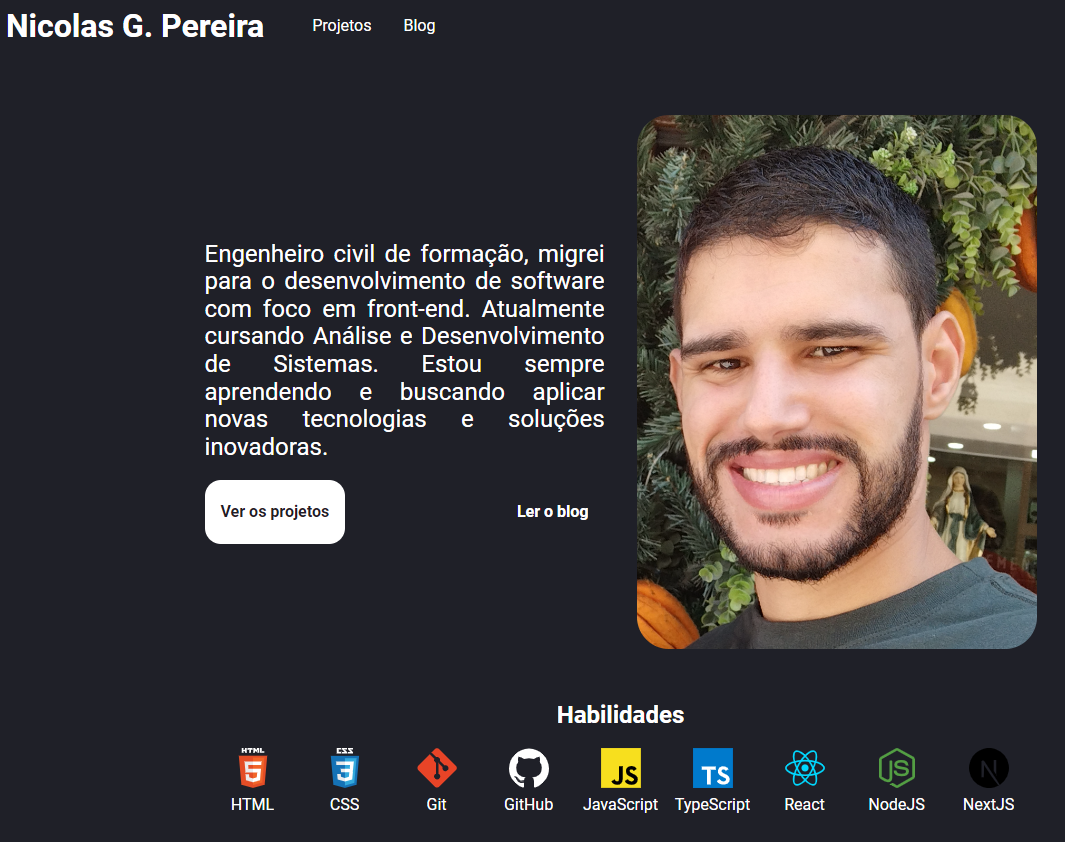 Nicolas G. Pereira
Projetos
Blog
Engenheiro civil de formação, migrei
para o desenvolvimento de software
com foco em front-end. Atualmente
cursando Análise e Desenvolvimento
de Sistemas. Estou sempre
aprendendo e buscando aplicar
novas tecnologias e soluções
inovadoras.
Ver os projetos
Ler o blog
Habilidades
HTML
5
HTML
CSS
3
CSS
Git
GitHub
JS
JavaScript
TS
TypeScript
React
JS
NodeJS
N
NextJS